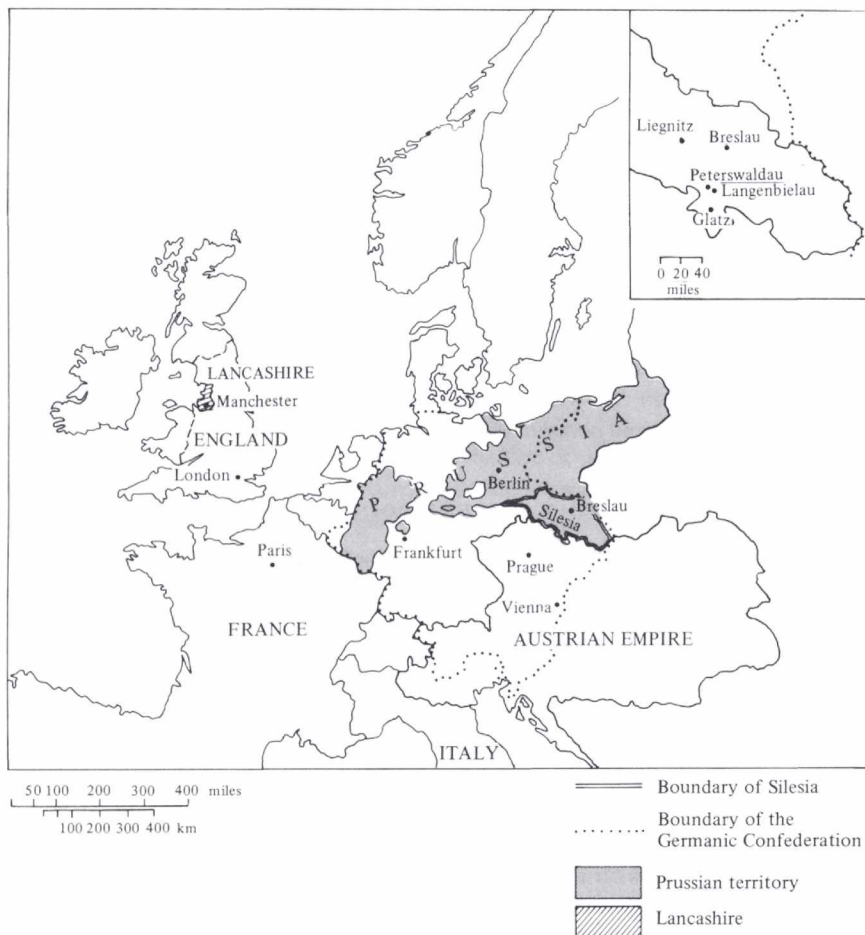 Liegnitz
Breslau
Peterswaldau
Langenbielau
Glatz
0 20 40
miles
LANCASHIRE
Manchester
ENGLAND
London
PRUSSIA
Berlin
Breslau
Silesia
Paris
Frankfurt
Prague
Vienna
FRANCE
AUSTRIAN EMPIRE
ITALY
50 100 200 300 400 miles
100 200 300 400 km
Boundary of Silesia
Boundary of the
Germanic Confederation
Prussian territory
Lancashire